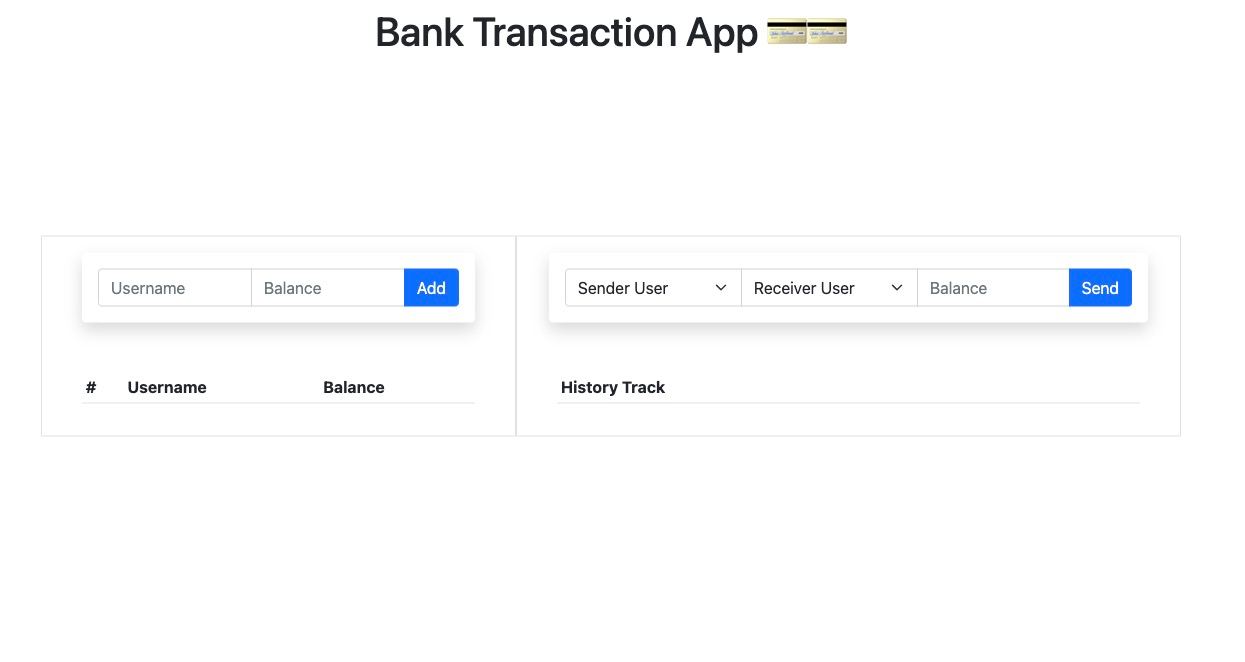 Bank Transaction App 💳💳
Username Balance Add
Sender User Receiver User Balance Send
# Username Balance
History Track